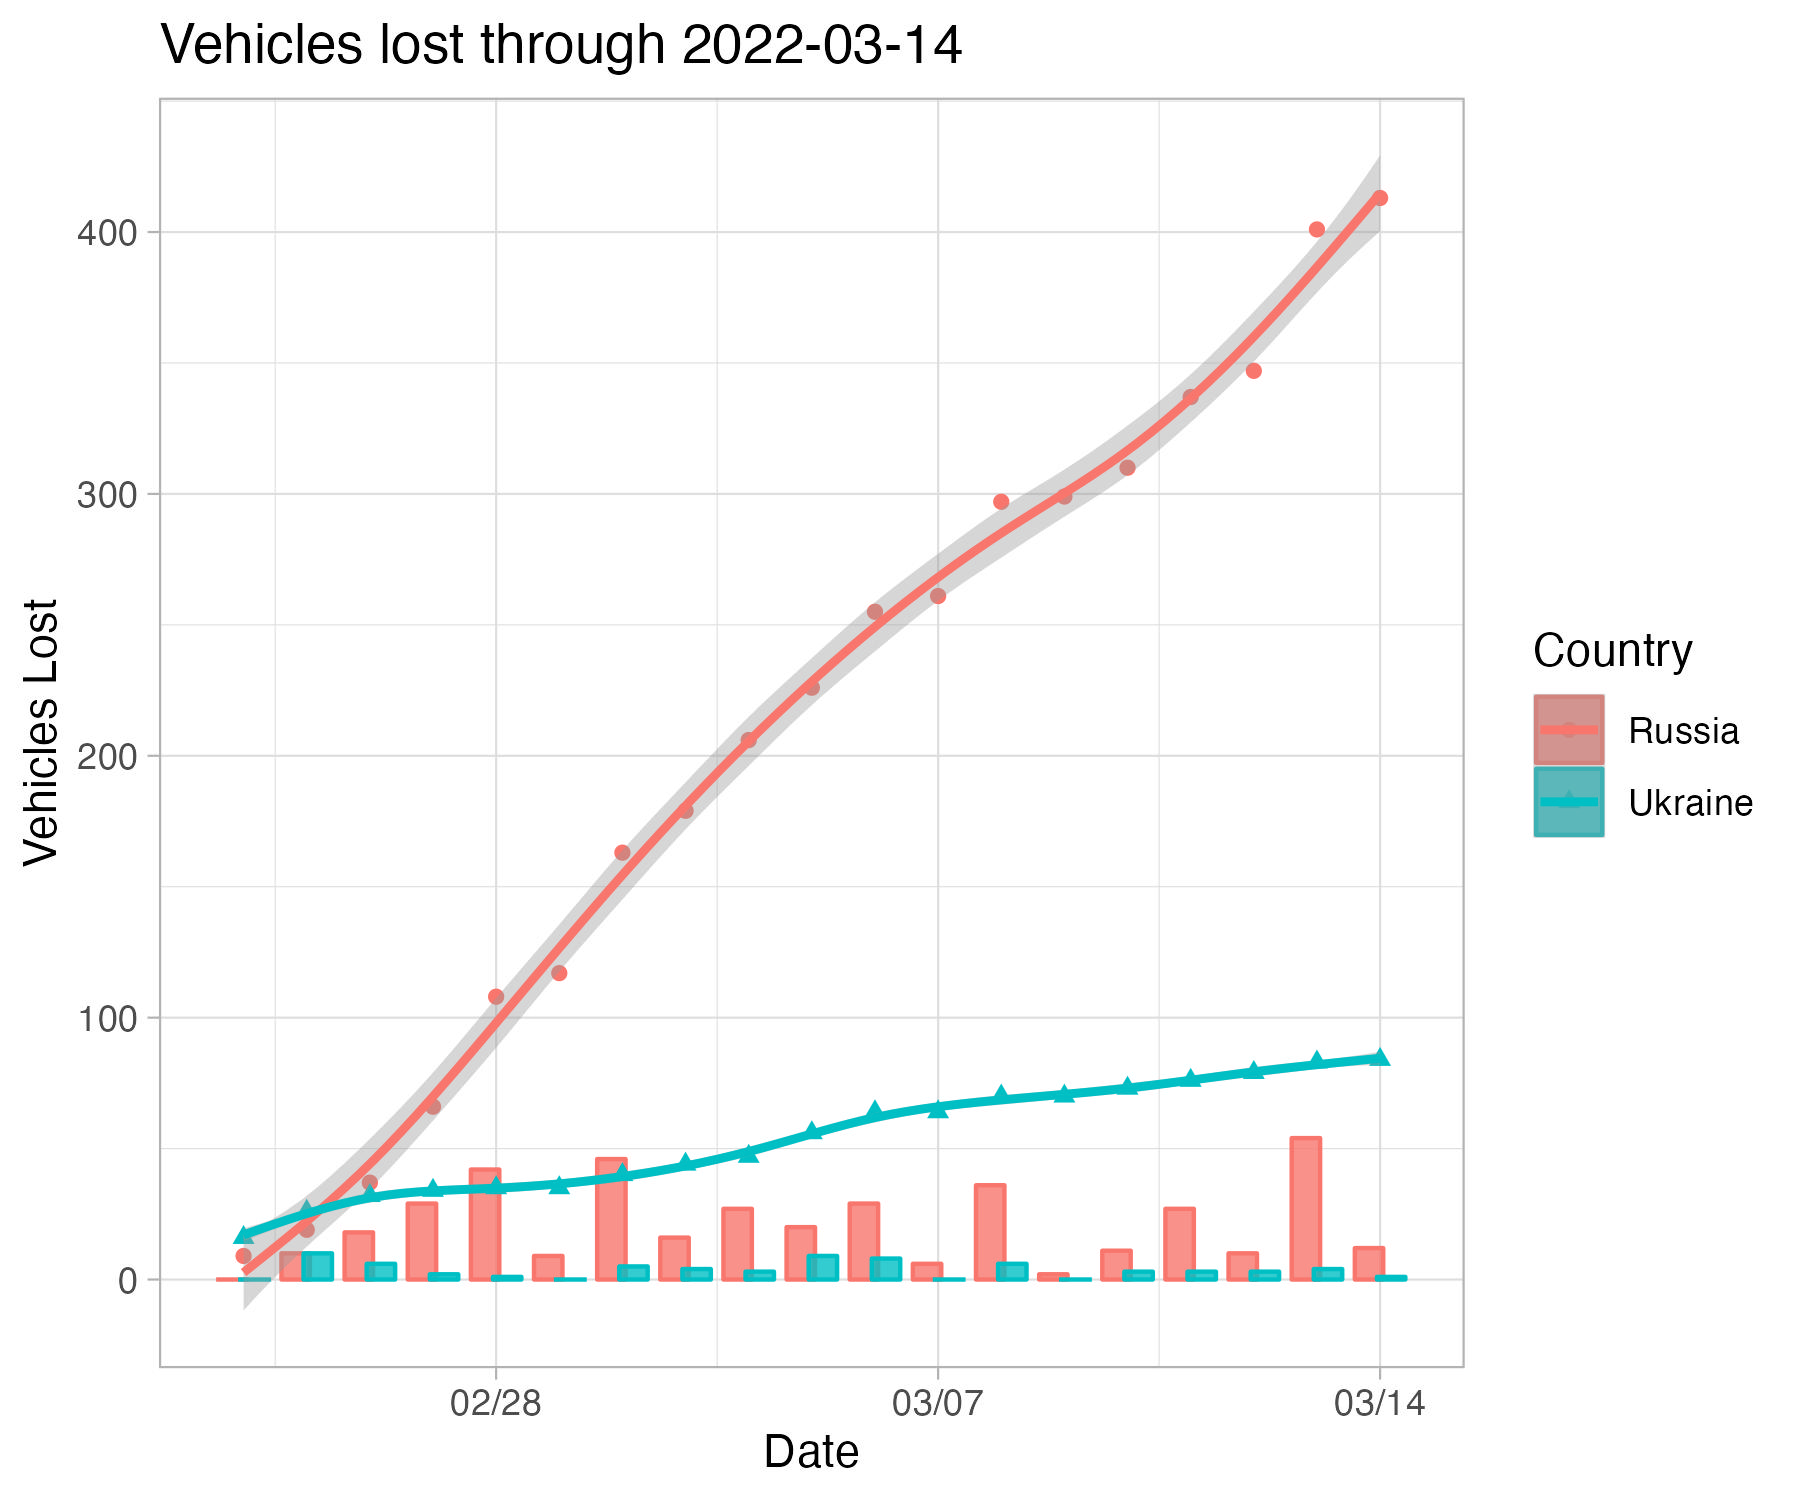 Vehicles lost through 2022-03-14
400
300
200
100
0
Vehicles Lost
02/28
03/07
03/14
Date
Country
Russia
Ukraine